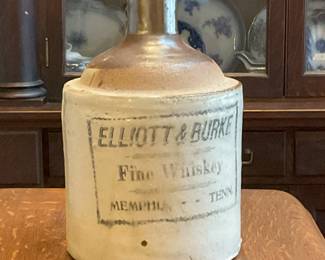 ELLIOTT & BURKE
Fine Whiskey
MEMPHIS - - TENN.